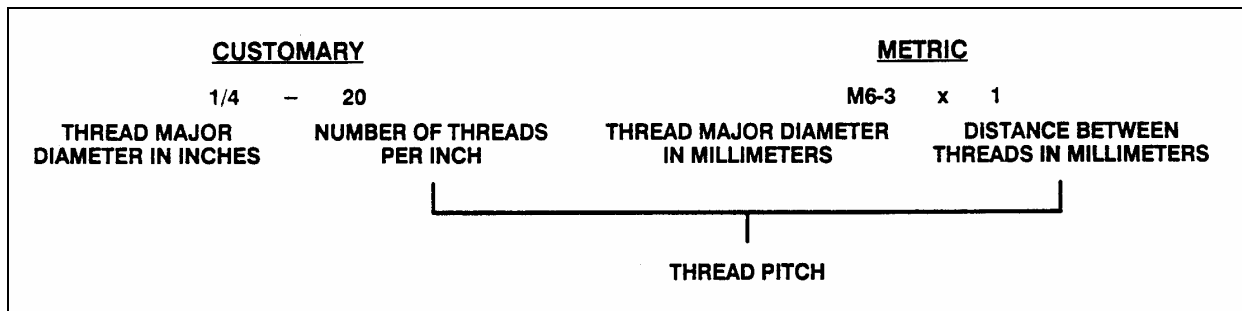 CUSTOMARY
METRIC
1/4 – 20
M6-3 x 1
THREAD MAJOR
DIAMETER IN INCHES
NUMBER OF THREADS
PER INCH
THREAD MAJOR DIAMETER
IN MILLIMETERS
DISTANCE BETWEEN
THREADS IN MILLIMETERS
THREAD PITCH